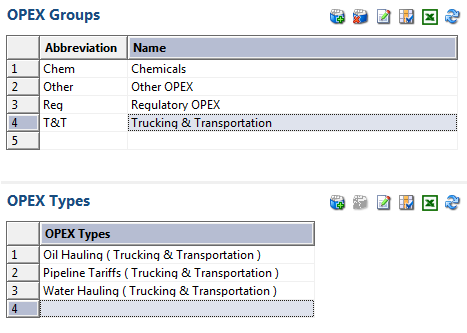 OPEX Groups
Abbreviation Name
1 Chem Chemicals
2 Other Other OPEX
3 Reg Regulatory OPEX
4 T&T Trucking & Transportation
5
OPEX Types
OPEX Types
1 Oil Hauling ( Trucking & Transportation )
2 Pipeline Tariffs ( Trucking & Transportation )
3 Water Hauling ( Trucking & Transportation )
4